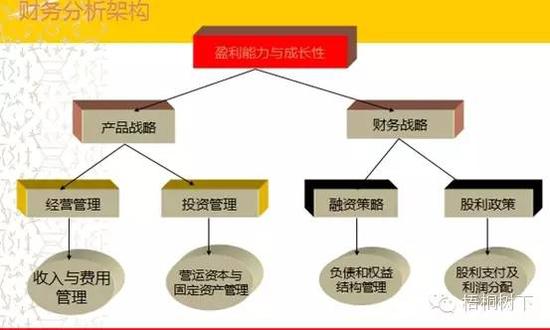 财务分析架构
盈利能力与成长性
产品战略
财务战略
经营管理
投资管理
融资策略
股利政策
收入与费用
管理
营运资本与
固定资产管理
负债和权益
结构管理
股利支付及
利润分配
梧桐树下